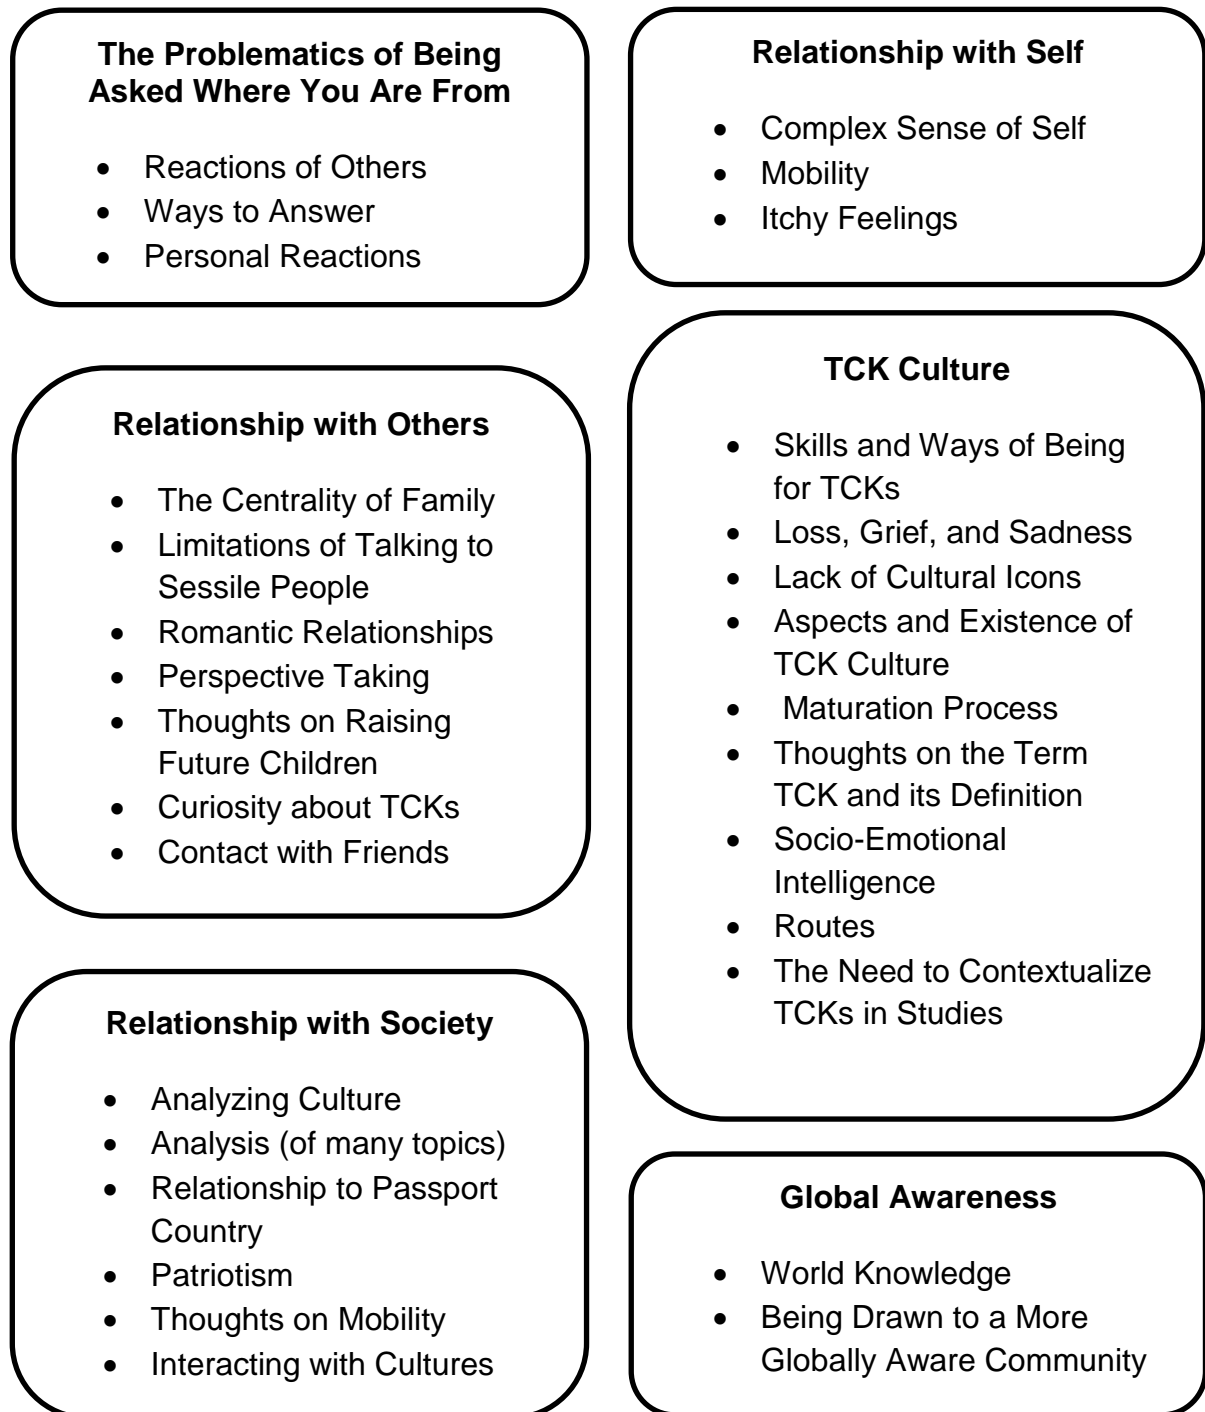 The Problematics of Being
Asked Where You Are From
• Reactions of Others
• Ways to Answer
• Personal Reactions
Relationship with Self
• Complex Sense of Self
• Mobility
• Itchy Feelings
Relationship with Others
• The Centrality of Family
• Limitations of Talking to
Sessile People
• Romantic Relationships
• Perspective Taking
• Thoughts on Raising
Future Children
• Curiosity about TCKs
• Contact with Friends
TCK Culture
• Skills and Ways of Being
for TCKs
• Loss, Grief, and Sadness
• Lack of Cultural Icons
• Aspects and Existence of
TCK Culture
• Maturation Process
• Thoughts on the Term
TCK and its Definition
• Socio-Emotional
Intelligence
• Routes
• The Need to Contextualize
TCKs in Studies
Relationship with Society
• Analyzing Culture
• Analysis (of many topics)
• Relationship to Passport
Country
• Patriotism
• Thoughts on Mobility
• Interacting with Cultures
Global Awareness
• World Knowledge
• Being Drawn to a More
Globally Aware Community